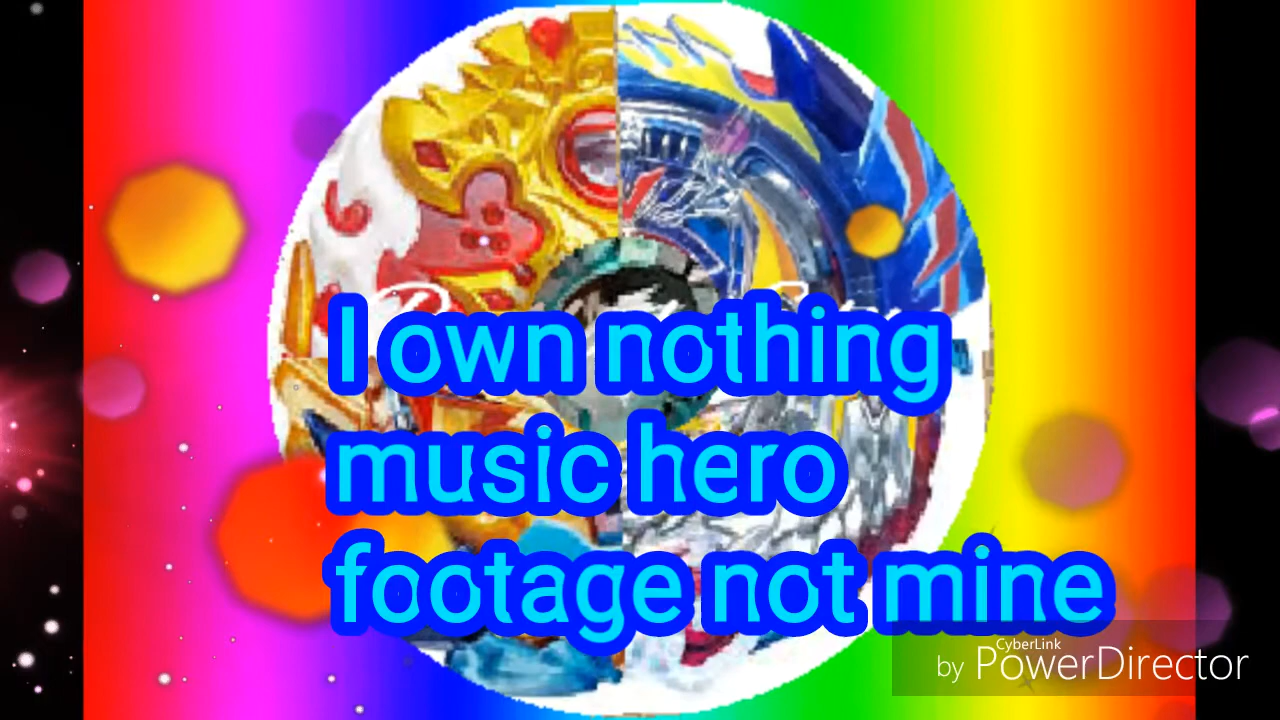 I own nothing
music hero
footage not mine
CyberLink
by PowerDirector